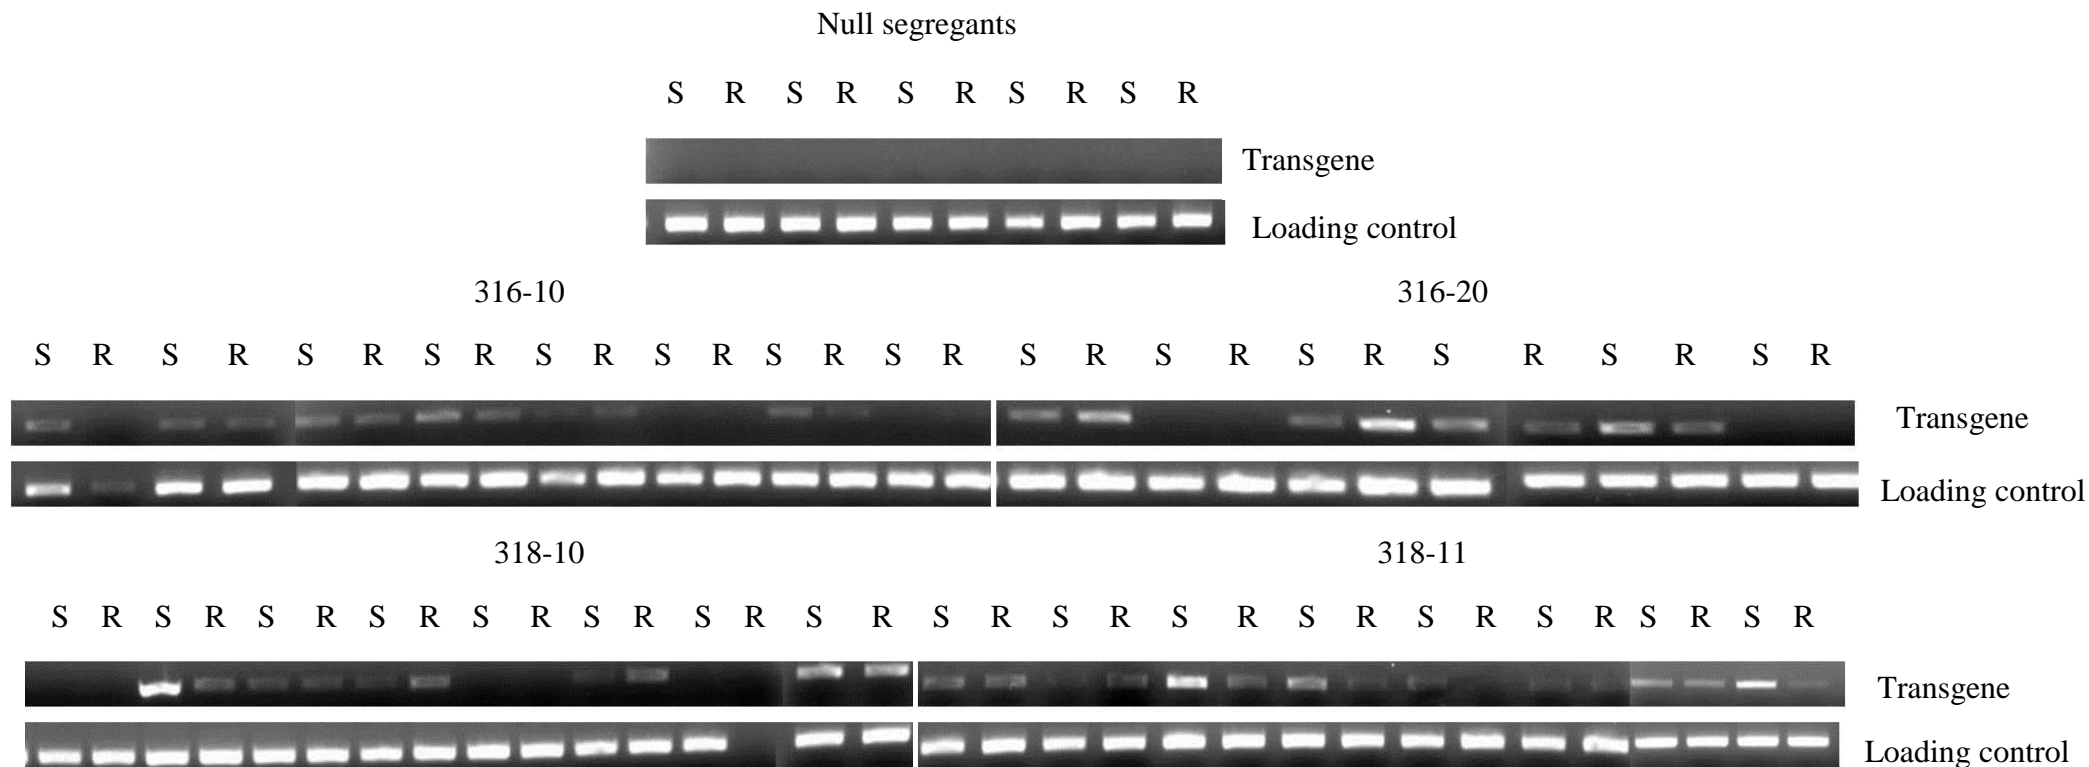 Null segregants
S R S R S R S R S R
Transgene
Loading control
316-10 316-20
S R S R S R S R S R S R S R S R S R S R S R S R S R S R
Transgene
Loading control
318-10 318-11
S R S R S R S R S R S R S R S R S R S R S R S R S R S R S R S R
Transgene
Loading control